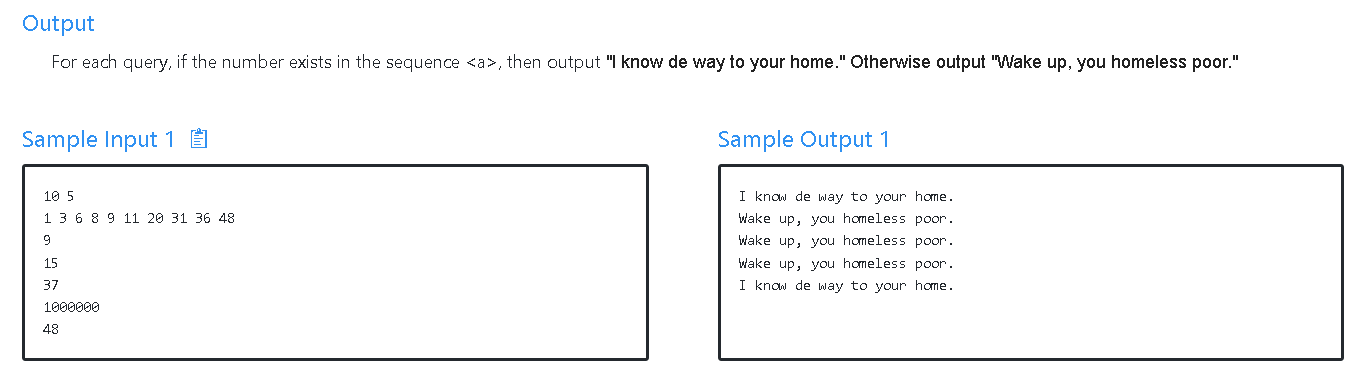 Output
For each query, if the number exists in the sequence <a>, then output "I know de way to your home." Otherwise output "Wake up, you homeless poor."
Sample Input 1
10 5
1 3 6 8 9 11 20 31 36 48
9
15
37
1000000
48
Sample Output 1
I know de way to your home.
Wake up, you homeless poor.
Wake up, you homeless poor.
Wake up, you homeless poor.
I know de way to your home.